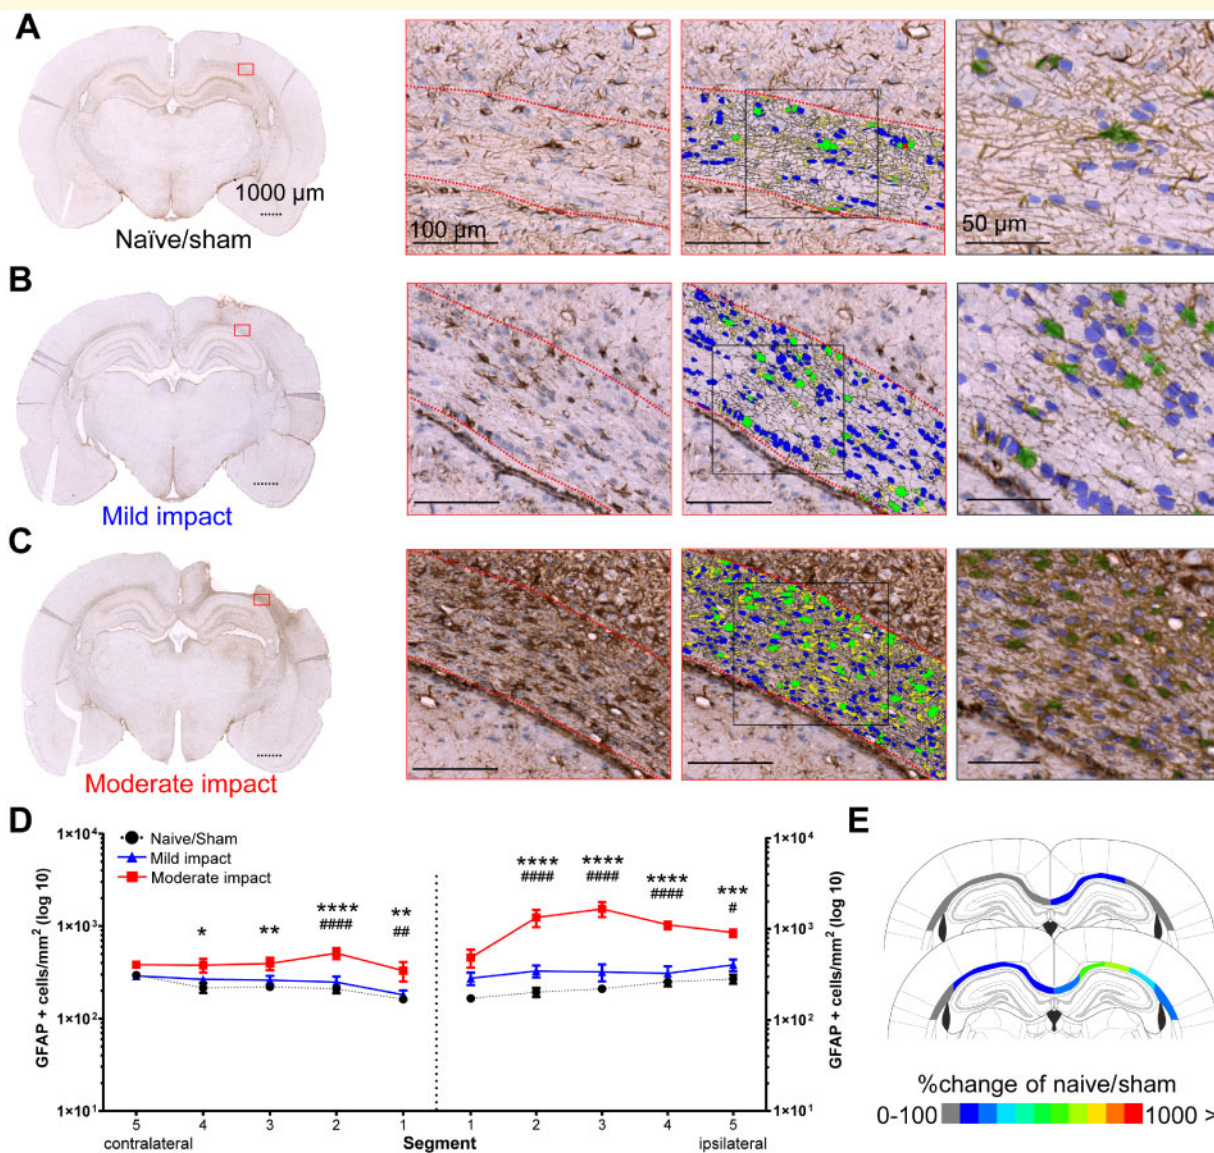 A
1000 µm
Naïve/sham
100 µm
50 µm
B
Mild impact
C
Moderate impact
D
E
Naive/Sham
Mild impact
Moderate impact
GFAP + cells/mm² (log 10)
1×10⁴
1×10³
1×10²
1×10¹
* ** **** ** **** **** **** ***
#### ## #### #### #### #
1×10⁴
1×10³
1×10²
1×10¹
GFAP + cells/mm² (log 10)
5 4 3 2 1 1 2 3 4 5
contralateral Segment ipsilateral
%change of naive/sham
0-100 1000 >